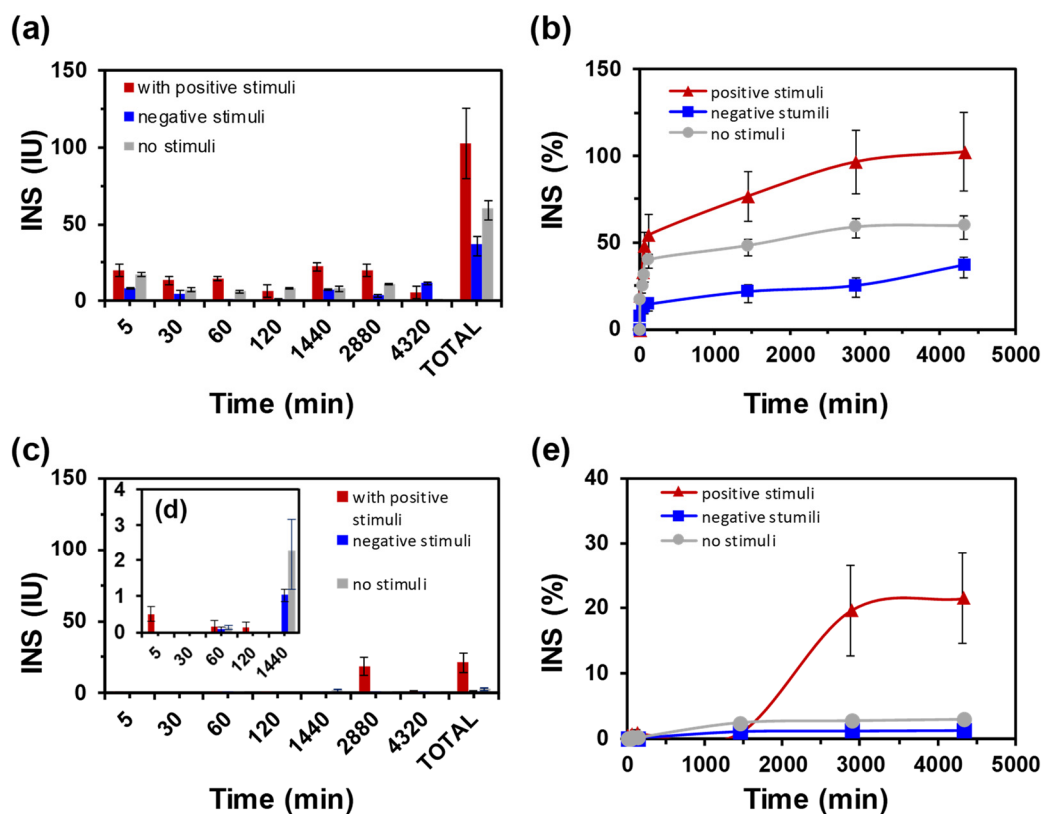 (a)
150
100
50
0
INS (IU)
with positive stimuli
negative stimuli
no stimuli
5
30
60
120
1440
2880
4320
TOTAL
Time (min)
(b)
150
100
50
0
INS (%)
positive stimuli
negative stumili
no stimuli
0 1000 2000 3000 4000 5000
Time (min)
(c)
150
100
50
0
INS (IU)
(d)
4
3
2
1
0
5
30
60
120
1440
with positive
stimuli
negative stimuli
no stimuli
5
30
60
120
1440
2880
4320
TOTAL
Time (min)
(e)
40
30
20
10
0
INS (%)
positive stimuli
negative stumili
no stimuli
0 1000 2000 3000 4000 5000
Time (min)